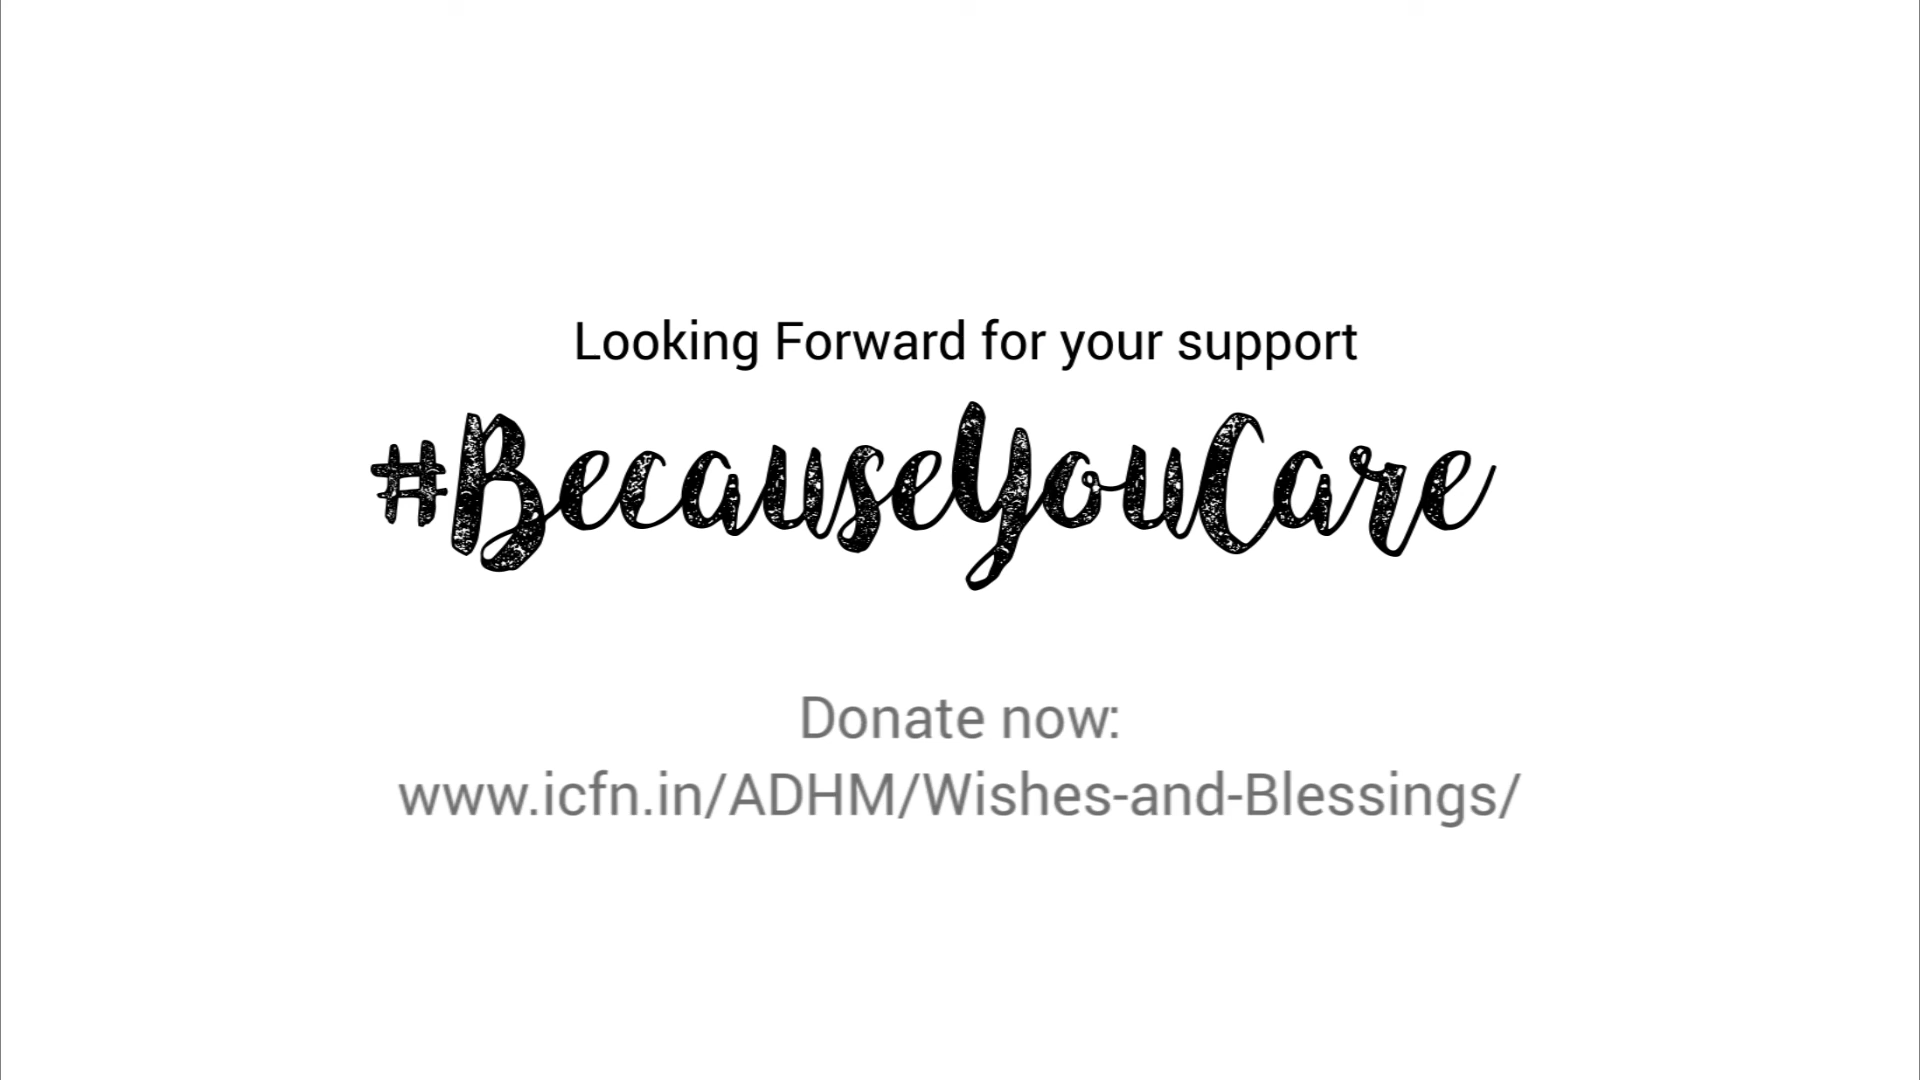 Looking Forward for your support
#BecauseYouCare
Donate now:
www.icfn.in/ADHM/Wishes-and-Blessings/